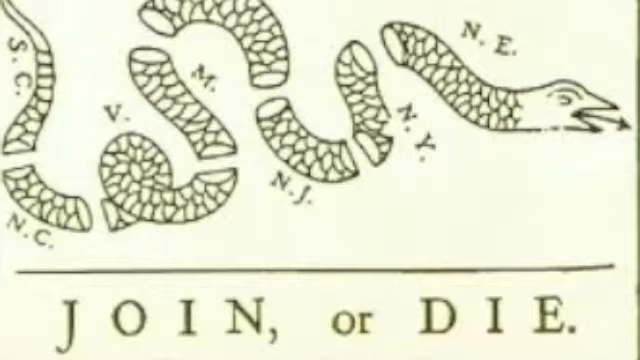 S. C.
N. C.
V.
M.
N. J.
N. Y.
N. E.
JOIN, or DIE.